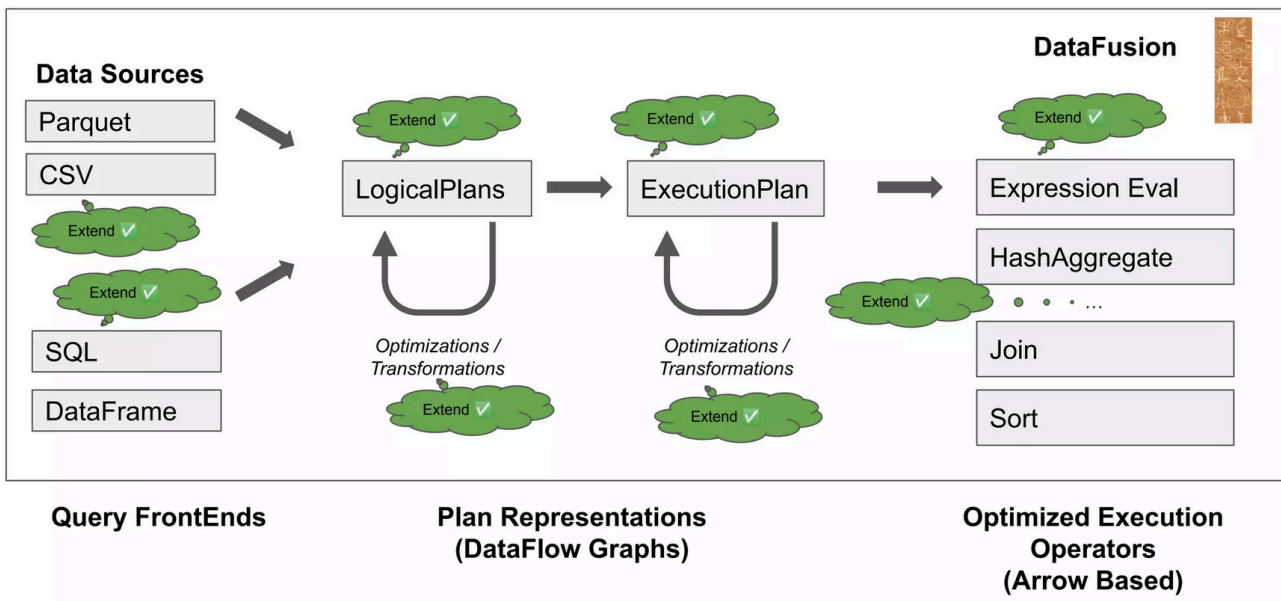 DataFusion
Data Sources
Parquet
CSV
Extend ✅
Extend ✅
SQL
DataFrame
Extend ✅
LogicalPlans
Optimizations /
Transformations
Extend ✅
Extend ✅
ExecutionPlan
Optimizations /
Transformations
Extend ✅
Extend ✅
Expression Eval
HashAggregate
Extend ✅
...
Join
Sort
Query FrontEnds
Plan Representations
(DataFlow Graphs)
Optimized Execution
Operators
(Arrow Based)